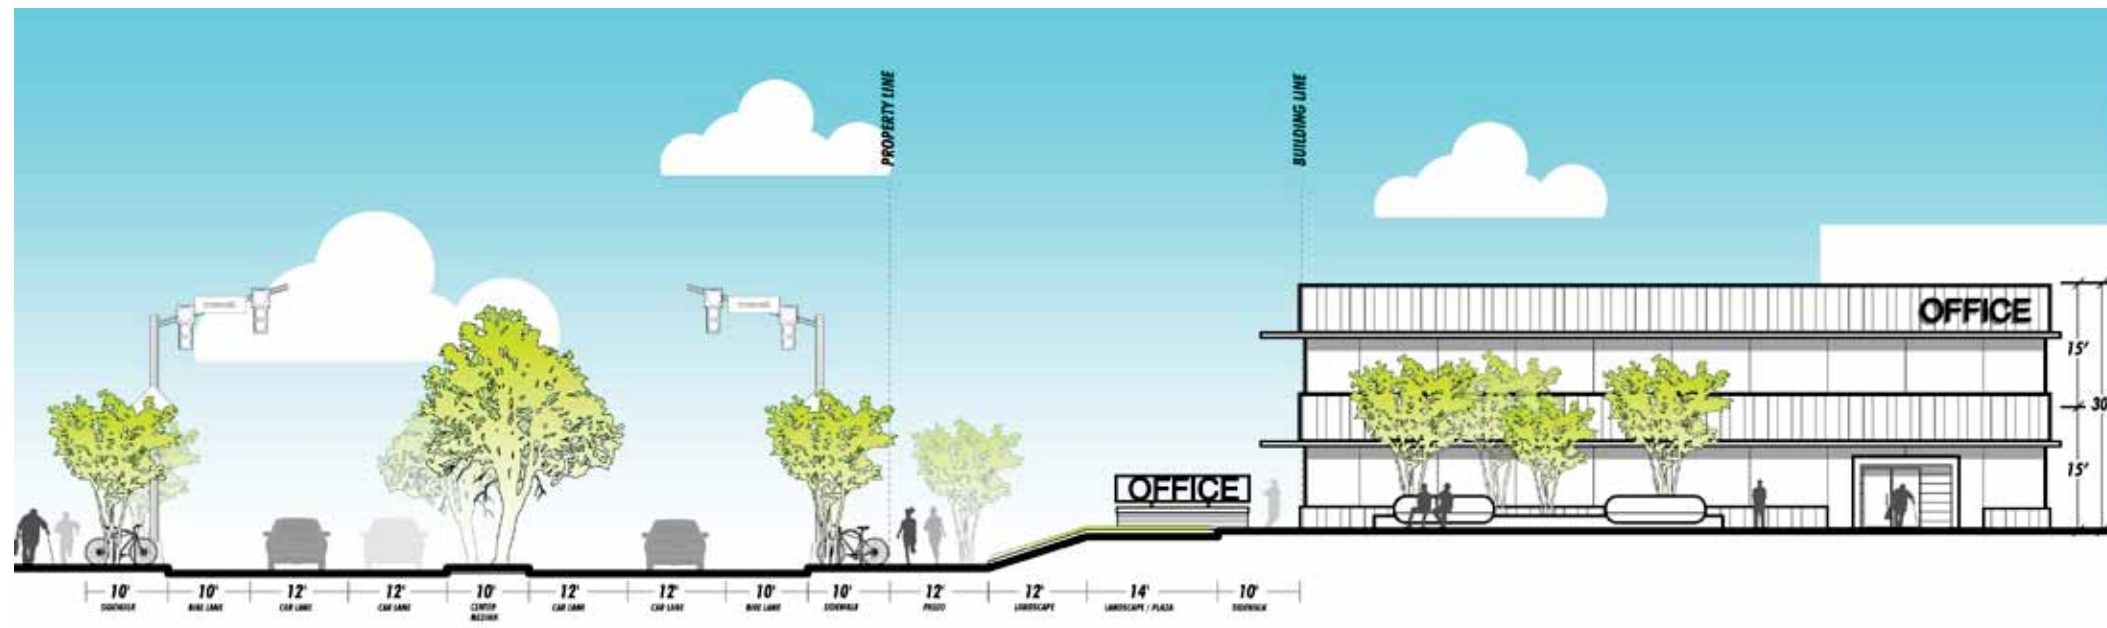 PROPERTY LINE
BUILDING LINE
OFFICE
15'
30
OFFICE
15'
10' 10' 12' 12' 10' 12' 12' 10' 10' 12' 12' 14' 10'
SIDEWALK BIKE LANE CAR LANE CAR LANE CENTER CAR LANE CAR LANE BIKE LANE SIDEWALK PASEO LANDSCAPE LANDSCAPE / PLAZA SIDEWALK
MEDIAN